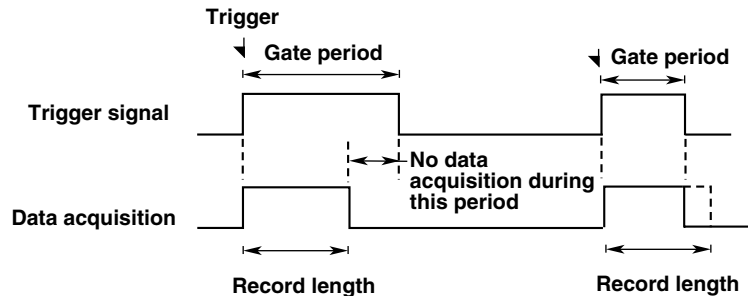 Trigger
Gate period
Gate period
Trigger signal
No data
acquisition during
this period
Data acquisition
Record length
Record length